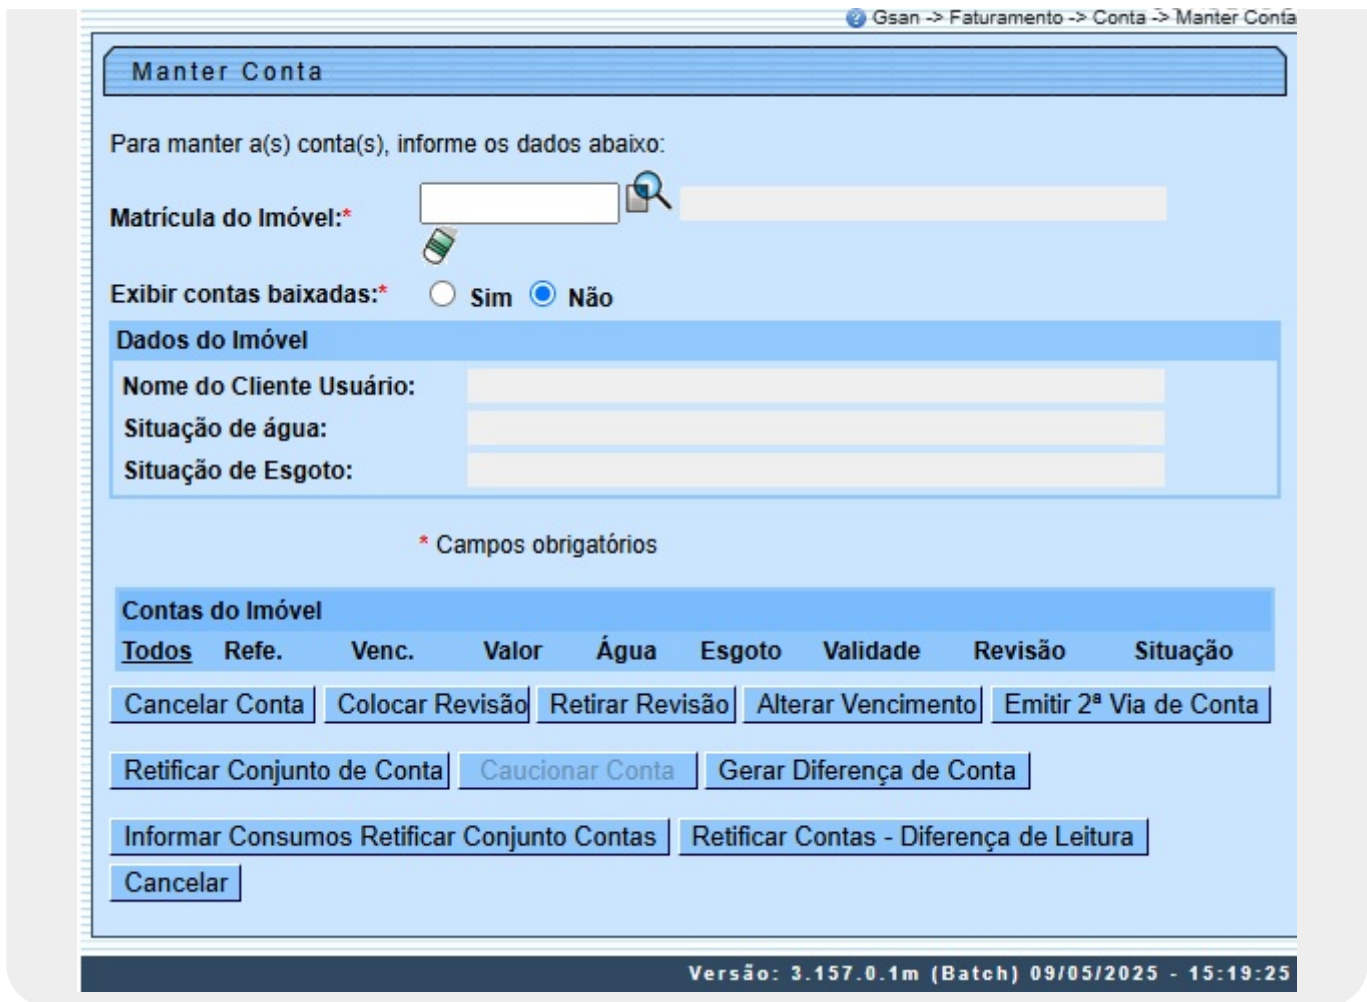 Gsan -> Faturamento -> Conta -> Manter Conta
Manter Conta
Para manter a(s) conta(s), informe os dados abaixo:
Matrícula do Imóvel:*
Exibir contas baixadas:* Sim Não
Dados do Imóvel
Nome do Cliente Usuário:
Situação de água:
Situação de Esgoto:
* Campos obrigatórios
Contas do Imóvel
Todos Refe. Venc. Valor Água Esgoto Validade Revisão Situação
Cancelar Conta Colocar Revisão Retirar Revisão Alterar Vencimento Emitir 2ª Via de Conta
Retificar Conjunto de Conta Caucionar Conta Gerar Diferença de Conta
Informar Consumos Retificar Conjunto Contas Retificar Contas - Diferença de Leitura
Cancelar
Versão: 3.157.0.1m (Batch) 09/05/2025 - 15:19:25